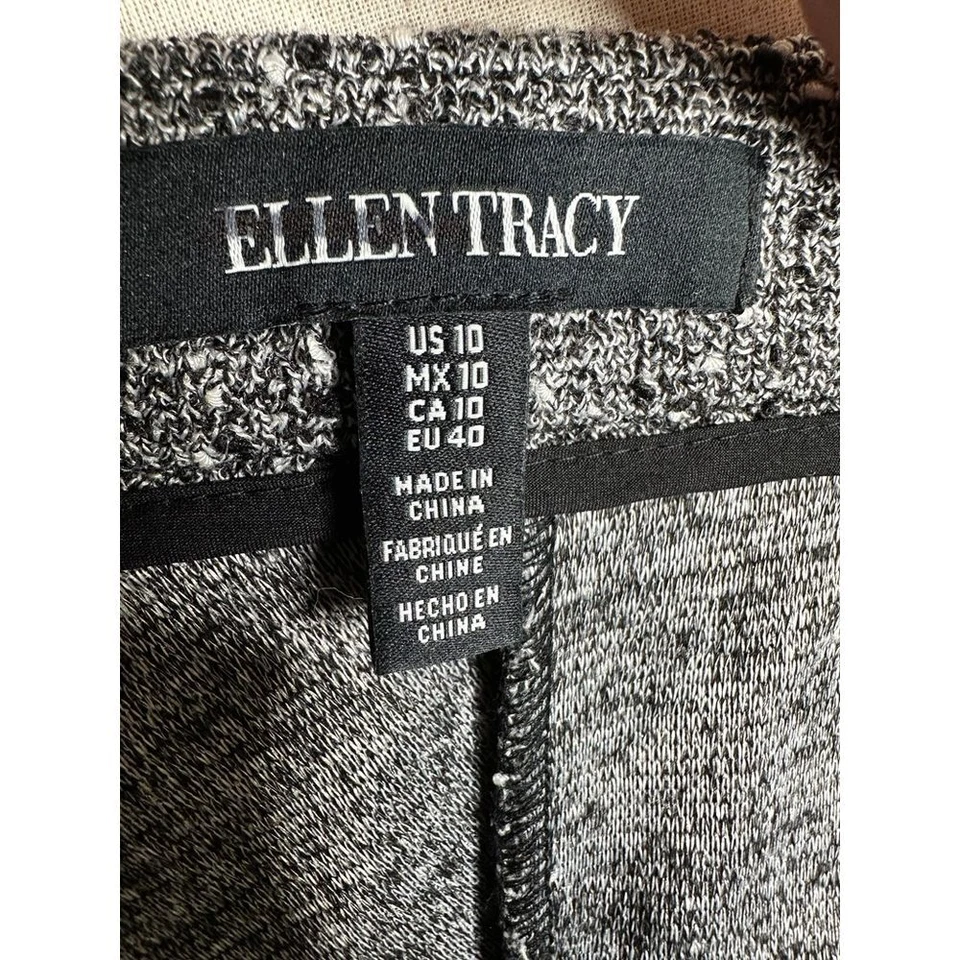 ELLEN TRACY
US 10
MX 10
CA 10
EU 40
MADE IN
CHINA
FABRIQUÉ EN
CHINE
HECHO EN
CHINA